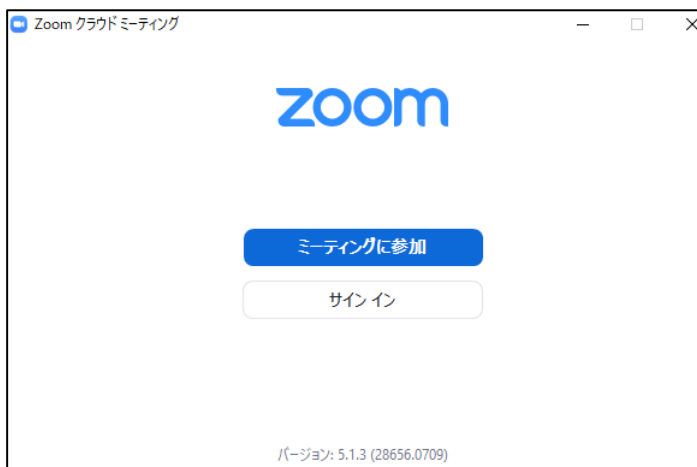 Zoom クラウド ミーティング
zoom
ミーティングに参加
サイン イン
バージョン: 5.1.3 (28656.0709)